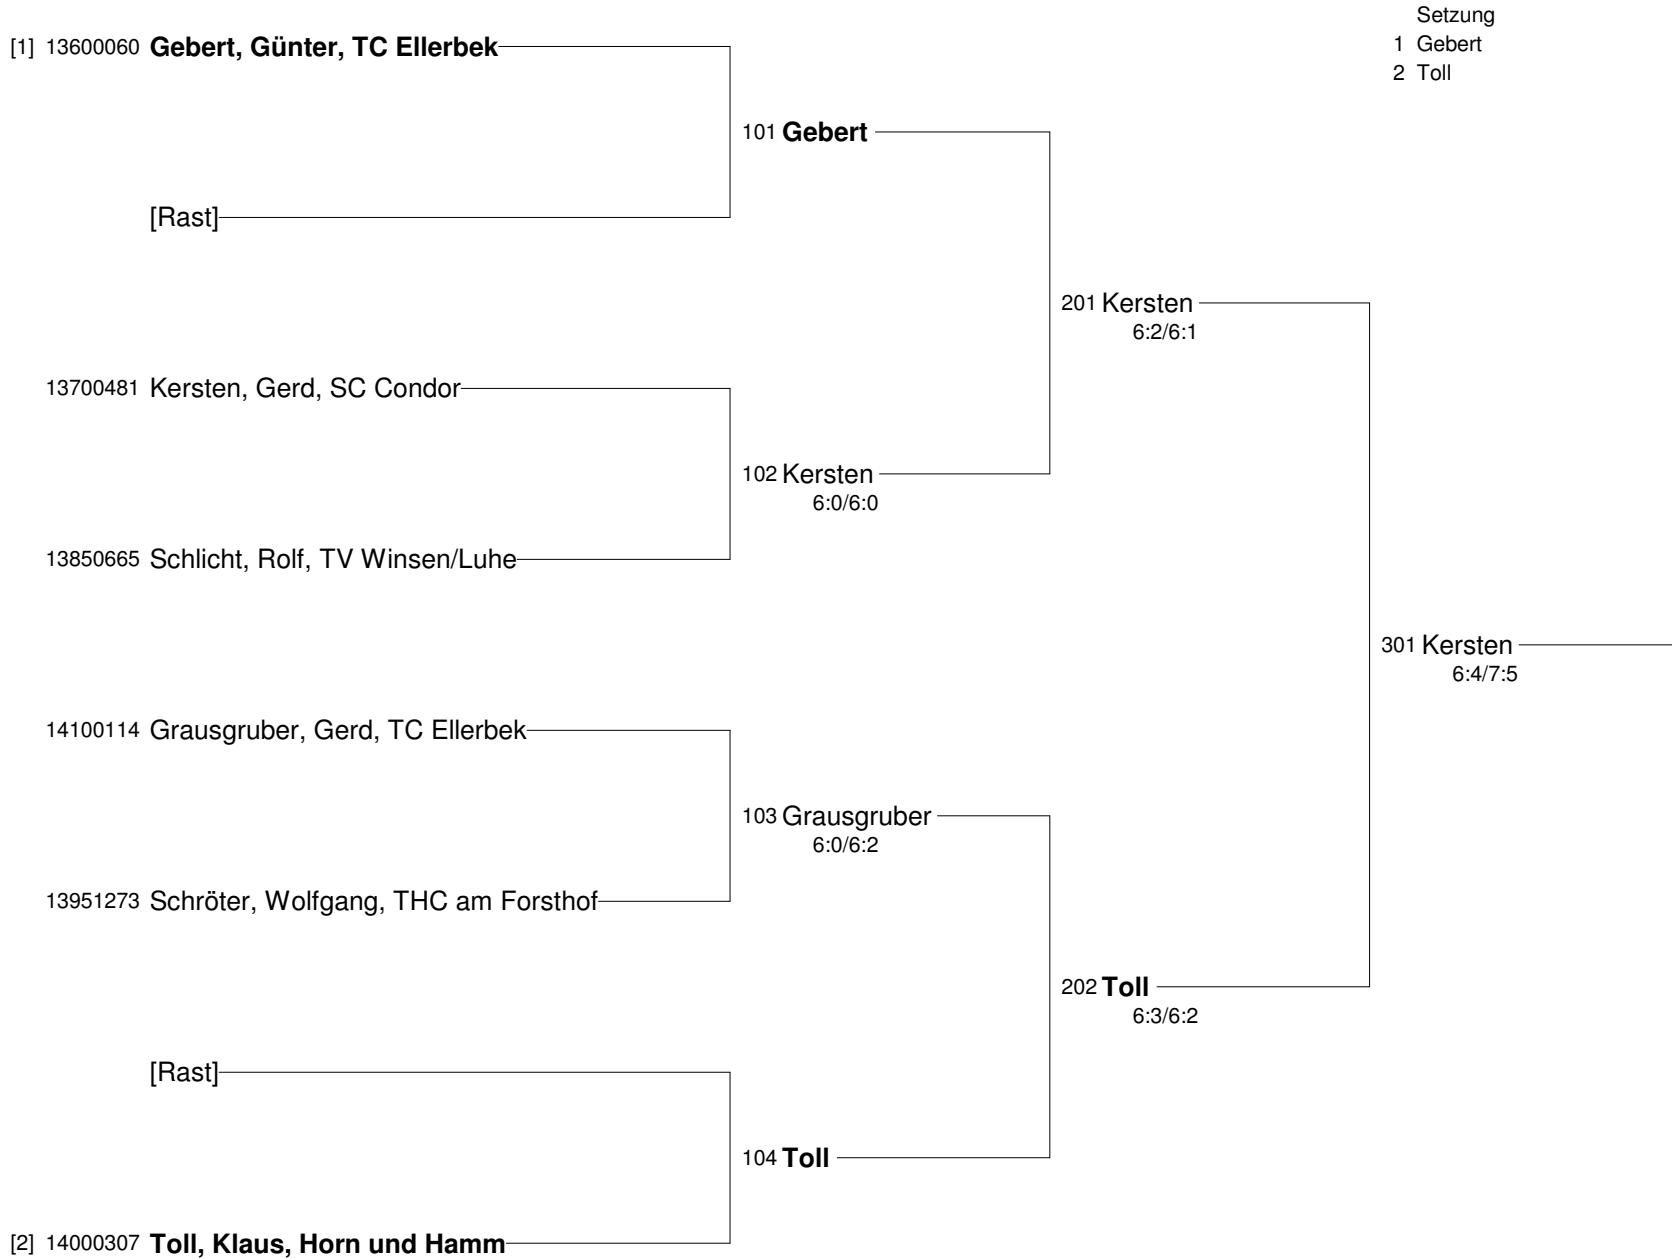 Setzung
1 Gebert
2 Toll
[1] 13600060 Gebert, Günter, TC Ellerbek
101 Gebert
[Rast]
201 Kersten
6:2/6:1
13700481 Kersten, Gerd, SC Condor
102 Kersten
6:0/6:0
13850665 Schlicht, Rolf, TV Winsen/Luhe
301 Kersten
6:4/7:5
14100114 Grausgruber, Gerd, TC Ellerbek
103 Grausgruber
6:0/6:2
13951273 Schröter, Wolfgang, THC am Forsthof
202 Toll
6:3/6:2
[Rast]
104 Toll
[2] 14000307 Toll, Klaus, Horn und Hamm